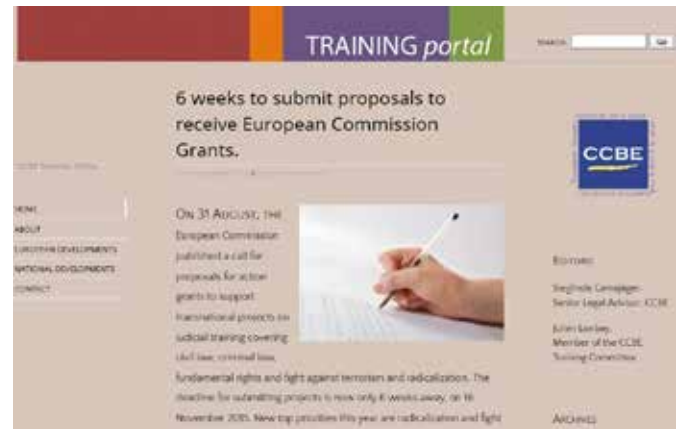 TRAINING portal
SEARCH:
Go
6 weeks to submit proposals to
receive European Commission
Grants.
CCBE
HOME
ABOUT
EUROPEAN DEVELOPMENTS
NATIONAL DEVELOPMENTS
CONTACT
ON 31 AUGUST, THE
European Commission
published a call for
proposals for action
grants to support
transnational projects on
judicial training covering
civil law, criminal law,
fundamental rights and fight against terrorism and radicalization. The
deadline for submitting projects is now only 6 weeks away, on 16
November 2015. New top priorities this year are radicalization and fight
EDITORS
Sieglinde
Senior Legal Advisor, CCBE
Member of the CCBE
Training Committee
ARCHIVES